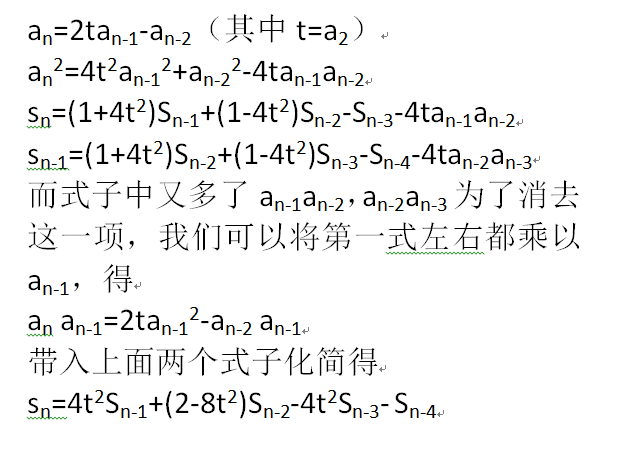 aₙ=2taₙ₋₁-aₙ₋₂（其中 t=a₂）
aₙ²=4t²aₙ₋₁²+aₙ₋₂²-4taₙ₋₁aₙ₋₂
sₙ=(1+4t²)Sₙ₋₁+(1-4t²)Sₙ₋₂-Sₙ₋₃-4taₙ₋₁aₙ₋₂
sₙ₋₁=(1+4t²)Sₙ₋₂+(1-4t²)Sₙ₋₃-Sₙ₋₄-4taₙ₋₂aₙ₋₃
而式子中又多了 aₙ₋₁aₙ₋₂，aₙ₋₂aₙ₋₃ 为了消去
这一项，我们可以将第一式左右都乘以
aₙ₋₁，得
aₙ aₙ₋₁=2taₙ₋₁²-aₙ₋₂ aₙ₋₁
带入上面两个式子化简得
sₙ=4t²Sₙ₋₁+(2-8t²)Sₙ₋₂-4t²Sₙ₋₃- Sₙ₋₄